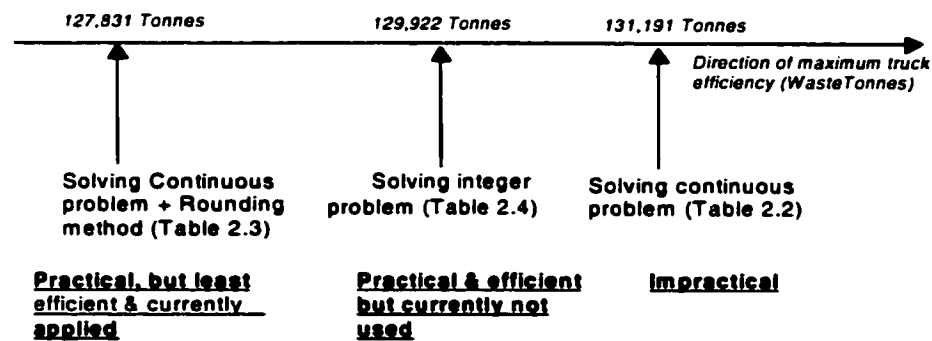 127,831 Tonnes
129,922 Tonnes
131,191 Tonnes
Direction of maximum truck
efficiency (WasteTonnes)
Solving Continuous
problem + Rounding
method (Table 2.3)
Solving integer
problem (Table 2.4)
Solving continuous
problem (Table 2.2)
Practical, but least
efficient & currently
applied
Practical & efficient
but currently not
used
Impractical